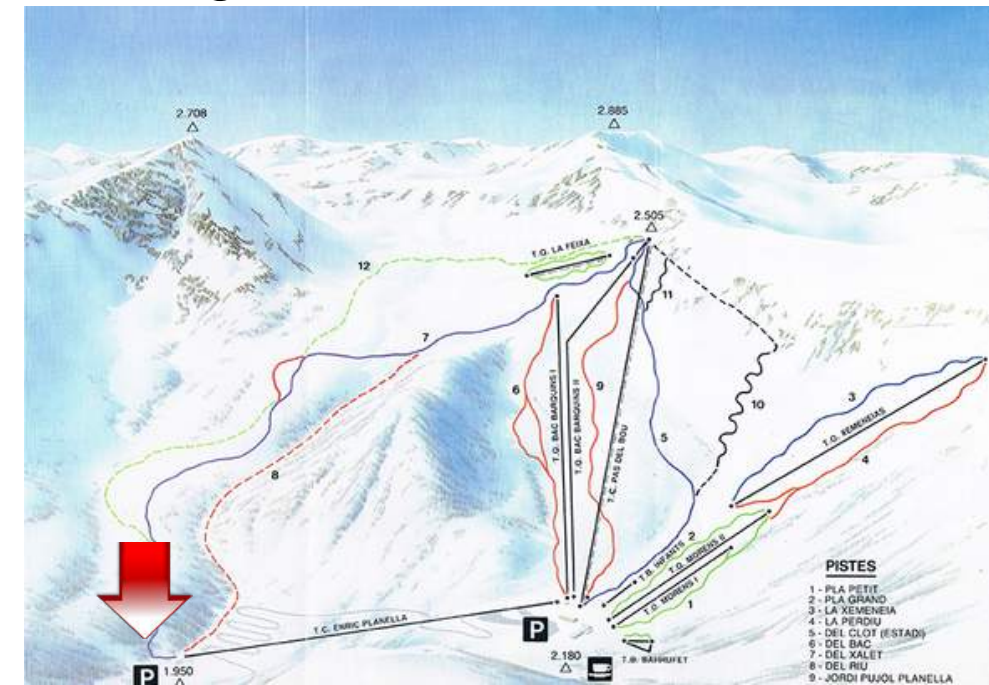 2.708
2.885
2.505
T.Q. LA FEIXA
12
11
7
6
9
T.Q. BAC BARQUINS I
T.Q. BAC BARQUINS II
T.C. PAS DEL BOU
5
10
3
T.Q. XEMENEIAS
4
8
2
T.B. INFANTS
T.Q. MORENS II
T.Q. MORENS I
1
T.C. ENRIC PLANELLA
P
2.180
T.B. BAHRUFET
P
1.950
PISTES
1 - PLA PETIT
2 - PLA GRAND
3 - LA XEMENEIA
4 - LA PERDIU
5 - DEL CLOT (ESTADI)
6 - DEL BAC
7 - DEL XALET
8 - DEL RIU
9 - JORDI PUJOL PLANELLA